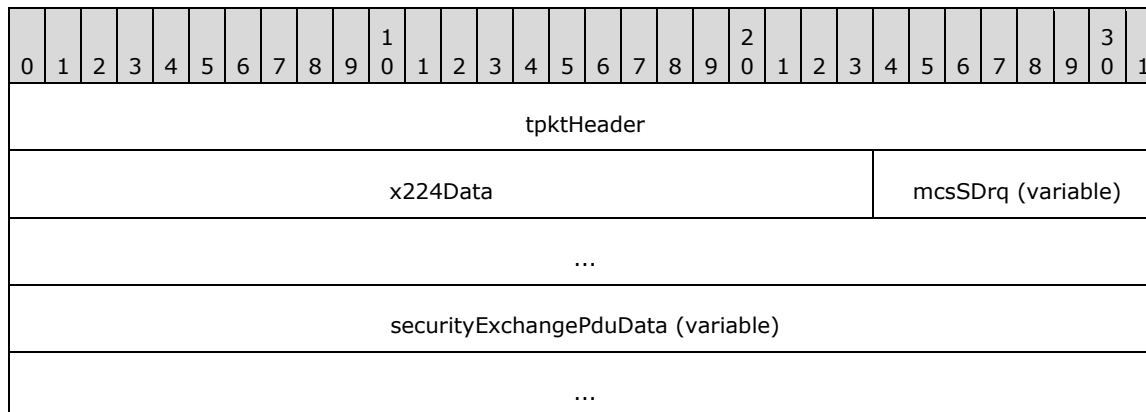 1 2 3
0 1 2 3 4 5 6 7 8 9 0 1 2 3 4 5 6 7 8 9 0 1 2 3 4 5 6 7 8 9 0 1
tpktHeader
x224Data mcsSDrq (variable)
...
securityExchangePduData (variable)
...